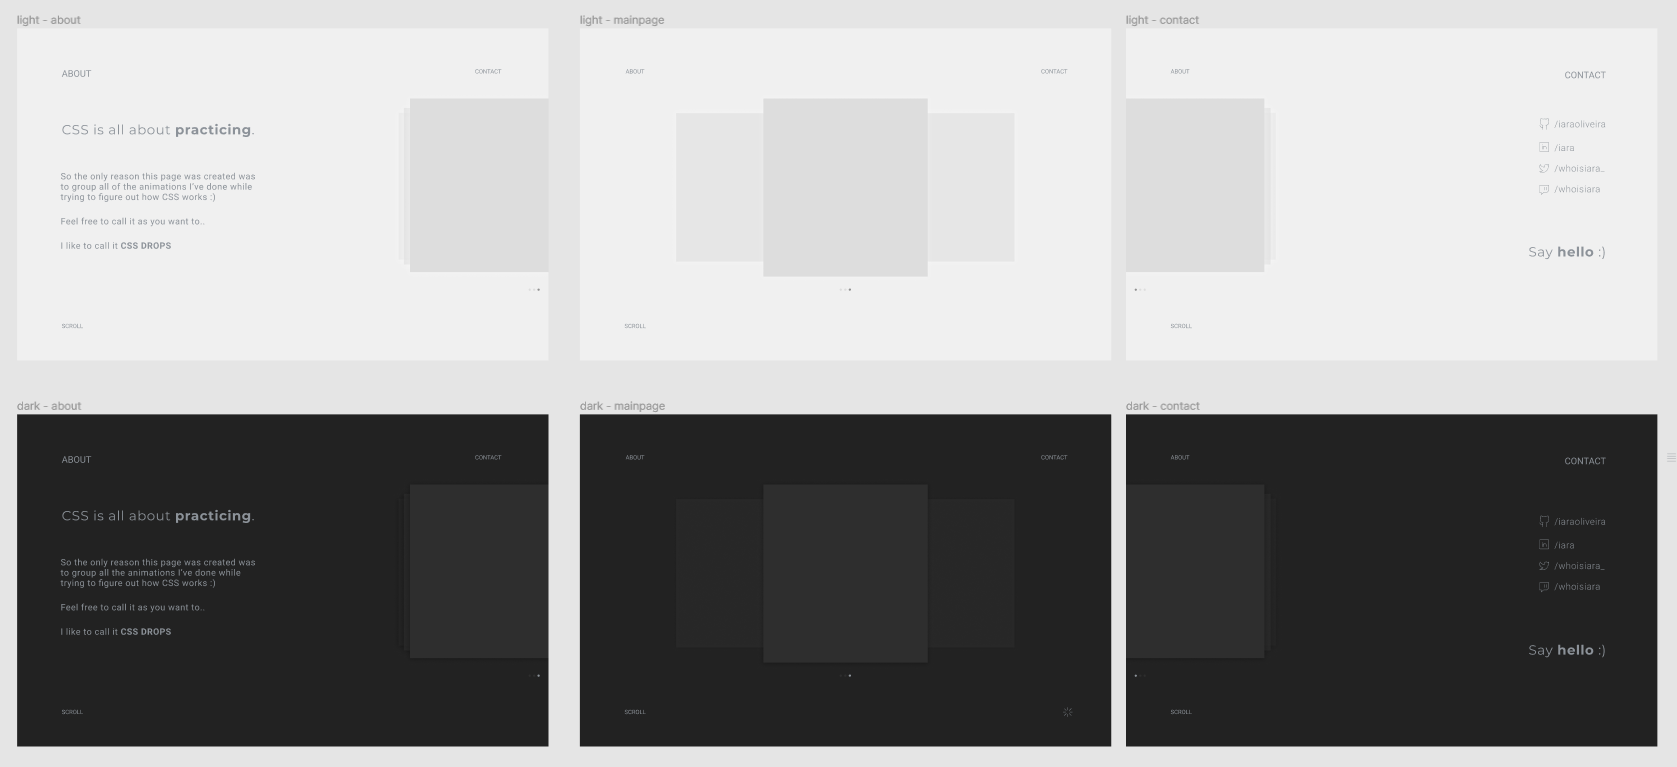 light - about
ABOUT
CONTACT
CSS is all about practicing.
So the only reason this page was created was
to group all of the animations I've done while
trying to figure out how CSS works :)
Feel free to call it as you want to..
I like to call it CSS DROPS
SCROLL
light - mainpage
ABOUT
CONTACT
SCROLL
light - contact
ABOUT
CONTACT
/iaraoliveira
/iara
/whoisiara_
/whoisiara
Say hello :)
SCROLL
dark - about
ABOUT
CONTACT
CSS is all about practicing.
So the only reason this page was created was
to group all the animations I've done while
trying to figure out how CSS works :)
Feel free to call it as you want to..
I like to call it CSS DROPS
SCROLL
dark - mainpage
ABOUT
CONTACT
SCROLL
dark - contact
ABOUT
CONTACT
/iaraoliveira
/iara
/whoisiara_
/whoisiara
Say hello :)
SCROLL